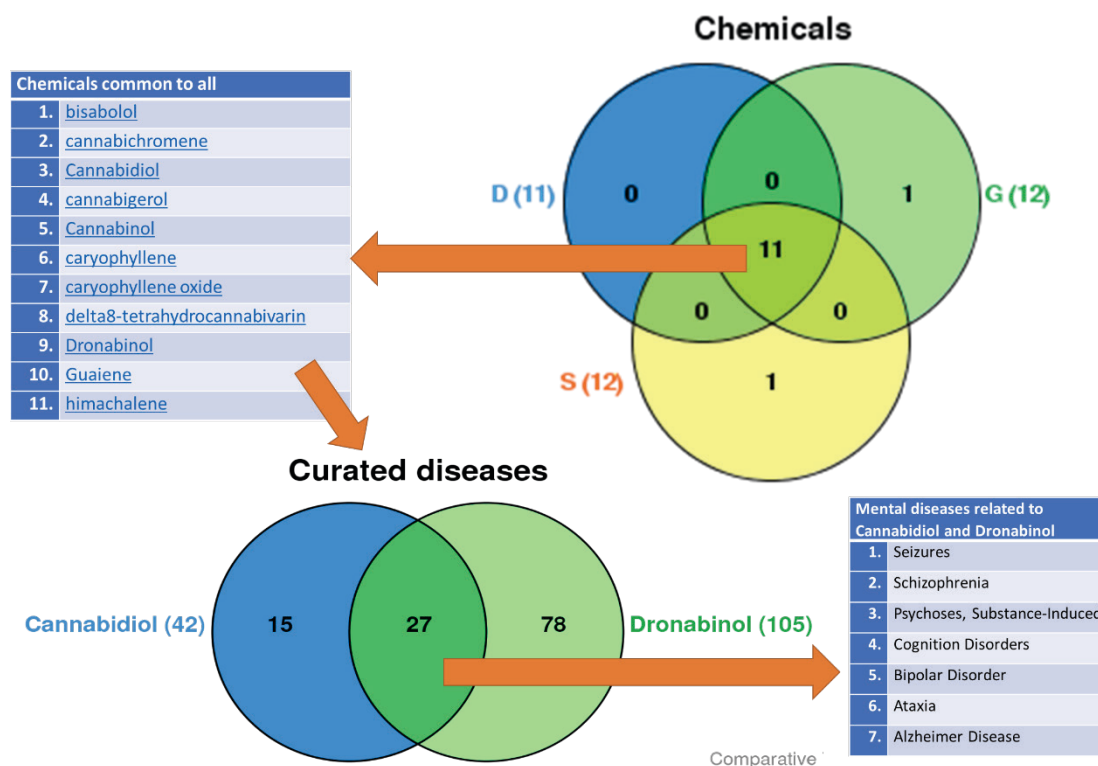 Chemicals
Chemicals common to all
1. bisabolol
2. cannabichromene
3. Cannabidiol
4. cannabigerol
5. Cannabinol
6. caryophyllene
7. caryophyllene oxide
8. delta8-tetrahydrocannabivarin
9. Dronabinol
10. Guaiene
11. himachalene
D (11)
0
0
1
G (12)
11
0
0
S (12)
1
Curated diseases
Cannabidiol (42)
15
27
78
Dronabinol (105)
Mental diseases related to
Cannabidiol and Dronabinol
1. Seizures
2. Schizophrenia
3. Psychoses, Substance-Induced
4. Cognition Disorders
5. Bipolar Disorder
6. Ataxia
7. Alzheimer Disease
Comparative